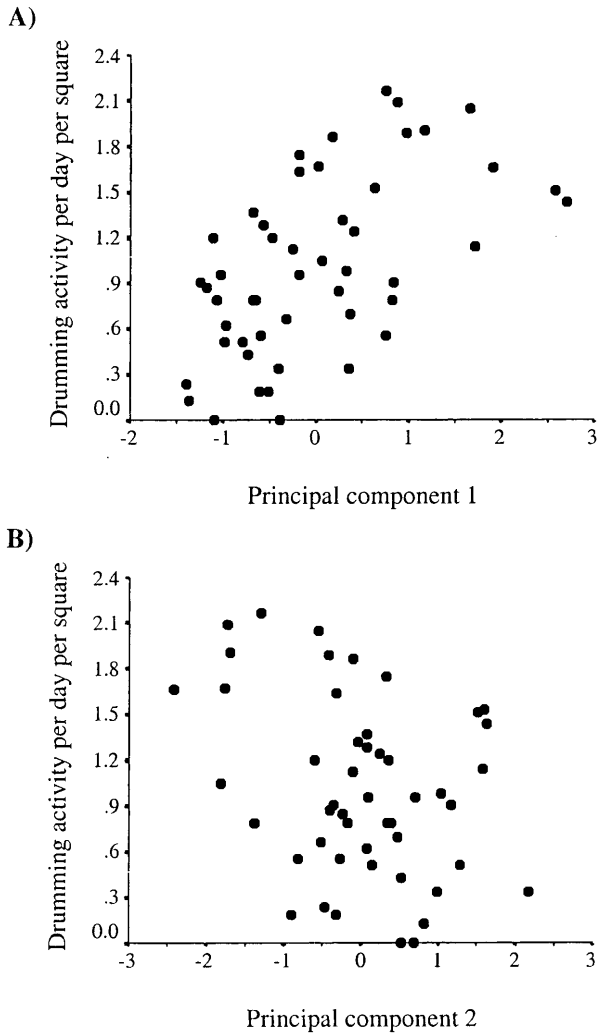 A)
Drumming activity per day per square
2.4
2.1
1.8
1.5
1.2
.9
.6
.3
0.0
-2 -1 0 1 2 3
Principal component 1
B)
Drumming activity per day per square
2.4
2.1
1.8
1.5
1.2
.9
.6
.3
0.0
-3 -2 -1 0 1 2 3
Principal component 2